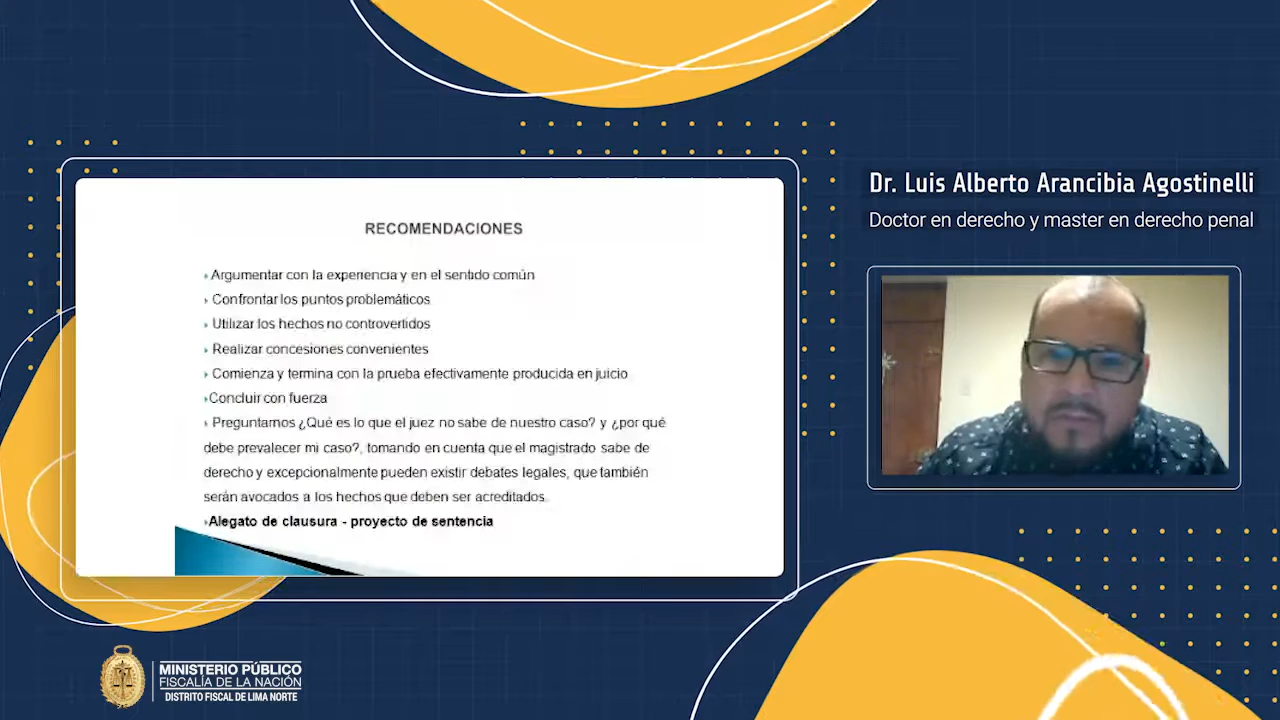 RECOMENDACIONES
Argumentar con la experiencia y en el sentido común
Confrontar los puntos problemáticos
Utilizar los hechos no controvertidos
Realizar concesiones convenientes
Comienza y termina con la prueba efectivamente producida en juicio
Concluir con fuerza
Preguntarnos ¿Qué es lo que el juez no sabe de nuestro caso? y ¿por qué
debe prevalecer mi caso?, tomando en cuenta que el magistrado sabe de
derecho y excepcionalmente pueden existir debates legales, que también
serán avocados a los hechos que deben ser acreditados.
Alegato de clausura - proyecto de sentencia
Dr. Luis Alberto Arancibia Agostinelli
Doctor en derecho y master en derecho penal
MINISTERIO PÚBLICO
FISCALÍA DE LA NACIÓN
DISTRITO FISCAL DE LIMA NORTE